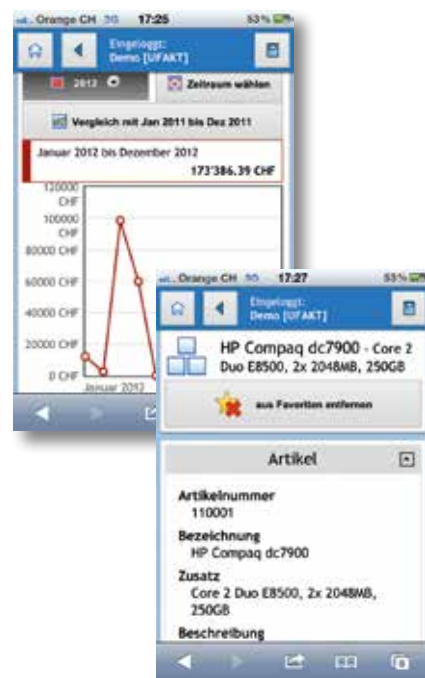 Orange CH 3G 17:25 53%
Eingeloggt:
Demo [UFAKT]
2012
Zeitraum wählen
Vergleich mit Jan 2011 bis Dez 2011
Januar 2012 bis Dezember 2012
173'386.39 CHF
120000
CHF
100000
CHF
80000 CHF
60000 CHF
40000 CHF
20000 CHF
0 CHF
Januar 2012
Orange CH 3G 17:27 53%
Eingeloggt:
Demo [UFAKT]
HP Compaq dc7900 - Core 2
Duo E8500, 2x 2048MB, 250GB
aus Favoriten entfernen
Artikel
Artikelnummer
110001
Bezeichnung
HP Compaq dc7900
Zusatz
Core 2 Duo E8500, 2x 2048MB,
250GB
Beschreibung